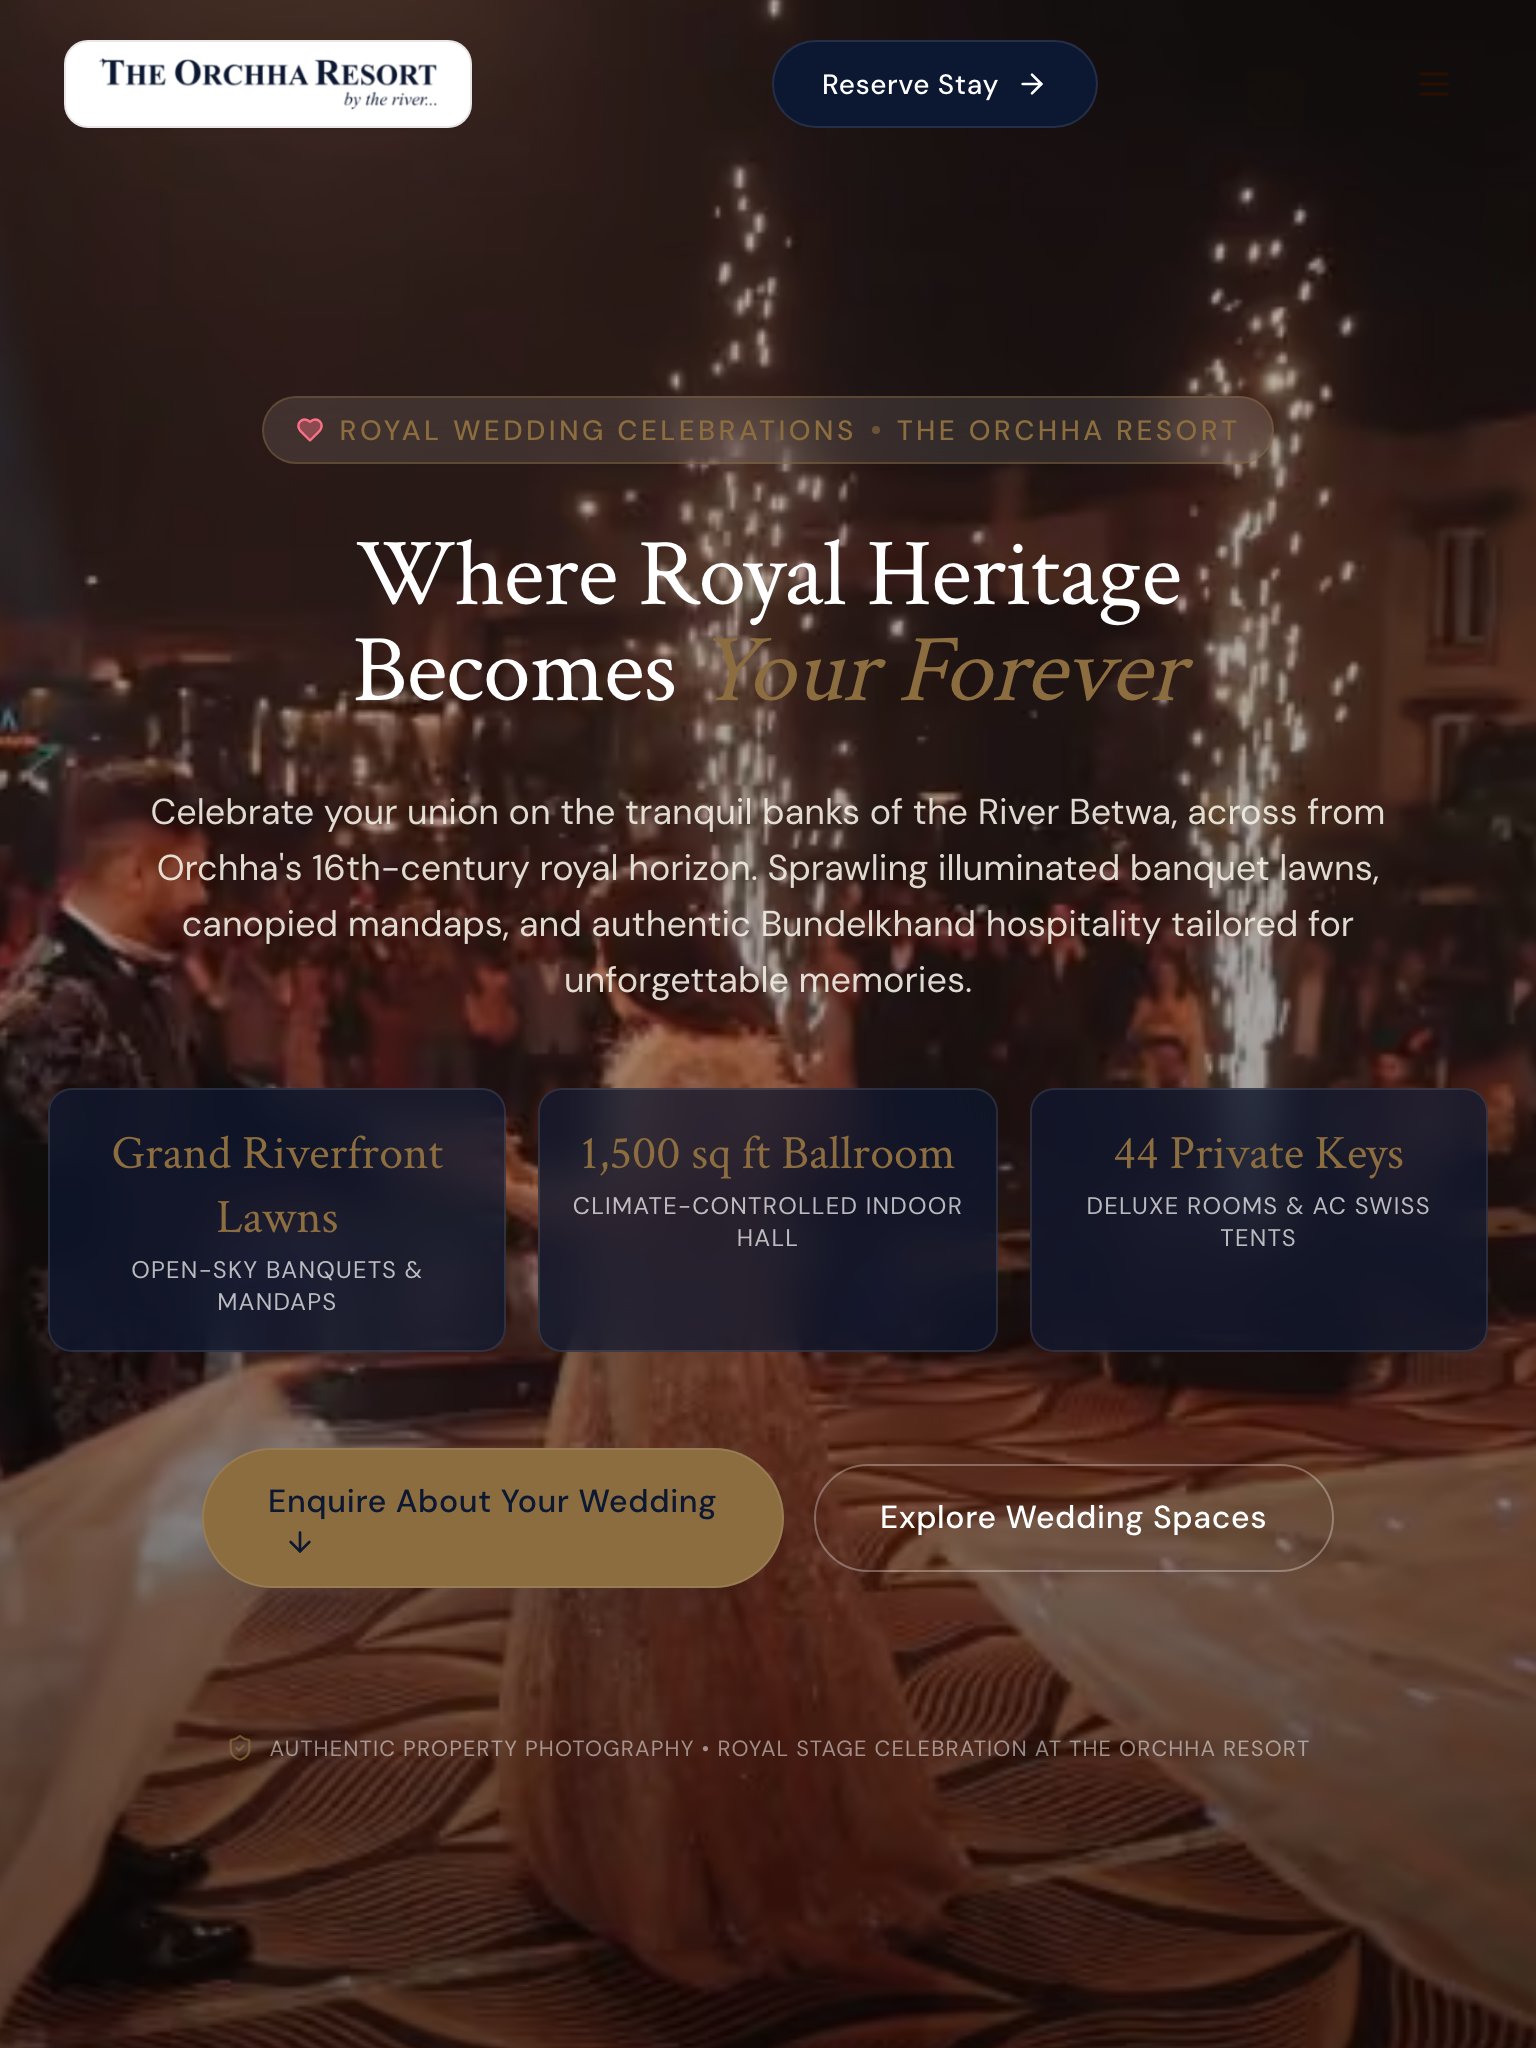 THE ORCHHA RESORT
by the river...
Reserve Stay →
ROYAL WEDDING CELEBRATIONS • THE ORCHHA RESORT
Where Royal Heritage
Becomes Your Forever
Celebrate your union on the tranquil banks of the River Betwa, across from
Orchha's 16th-century royal horizon. Sprawling illuminated banquet lawns,
canopied mandaps, and authentic Bundelkhand hospitality tailored for
unforgettable memories.
Grand Riverfront
Lawns
OPEN-SKY BANQUETS &
MANDAPS
1,500 sq ft Ballroom
CLIMATE-CONTROLLED INDOOR
HALL
44 Private Keys
DELUXE ROOMS & AC SWISS
TENTS
Enquire About Your Wedding
↓
Explore Wedding Spaces
AUTHENTIC PROPERTY PHOTOGRAPHY • ROYAL STAGE CELEBRATION AT THE ORCHHA RESORT